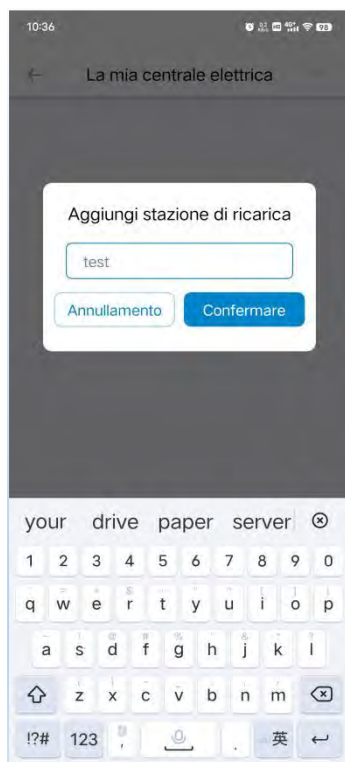 10:36
93
La mia centrale elettrica
Aggiungi stazione di ricarica
test
Annullamento Confermare
your drive paper server
1 2 3 4 5 6 7 8 9 0
q w e r t y u i o p
a s d f g h j k l
z x c v b n m
!?# 123 , . 英